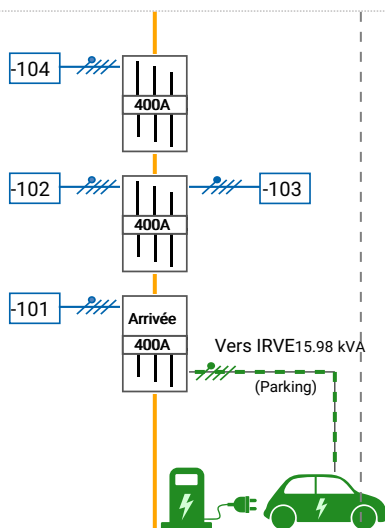 -104
400A
-102
-103
400A
-101
Arrivée
400A
Vers IRVE15.98 kVA
(Parking)